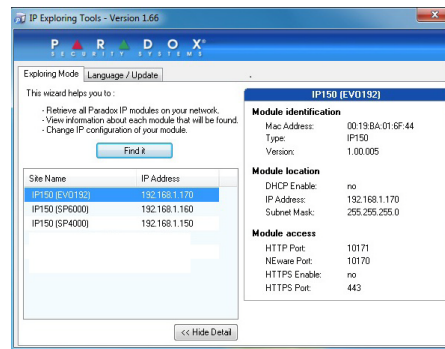 IP Exploring Tools - Version 1.66
PARADOX
SECURITY SYSTEMS
Exploring Mode Language / Update
This wizard helps you to :
- Retrieve all Paradox IP modules on your network.
- View information about each module that will be found.
- Change IP configuration of your module.
Find it
Site Name IP Address
IP150 (EVO192) 192.168.1.170
IP150 (SP6000) 192.168.1.160
IP150 (SP4000) 192.168.1.150
<< Hide Detail
IP150 (EVO192)
Module identification
Mac Address: 00:19:BA:01:6F:44
Type: IP150
Version: 1.00.005
Module location
DHCP Enable: no
IP Address: 192.168.1.170
Subnet Mask: 255.255.255.0
Module access
HTTP Port: 10171
NEware Port: 10170
HTTPS Enable: no
HTTPS Port: 443